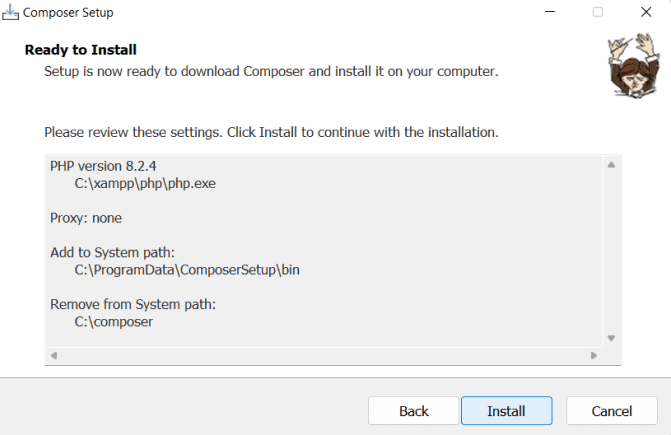 Composer Setup
Ready to Install
Setup is now ready to download Composer and install it on your computer.
Please review these settings. Click Install to continue with the installation.
PHP version 8.2.4
C:\xampp\php\php.exe
Proxy: none
Add to System path:
C:\ProgramData\ComposerSetup\bin
Remove from System path:
C:\composer
Back
Install
Cancel